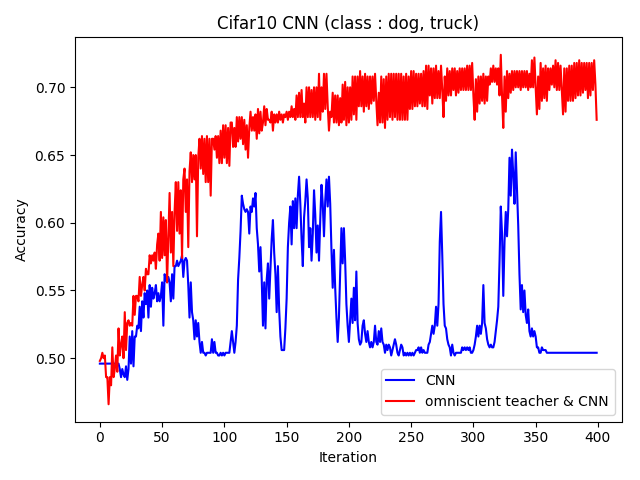 Cifar10 CNN (class : dog, truck)
Accuracy
0.70
0.65
0.60
0.55
0.50
CNN
omniscient teacher & CNN
0 50 100 150 200 250 300 350 400
Iteration